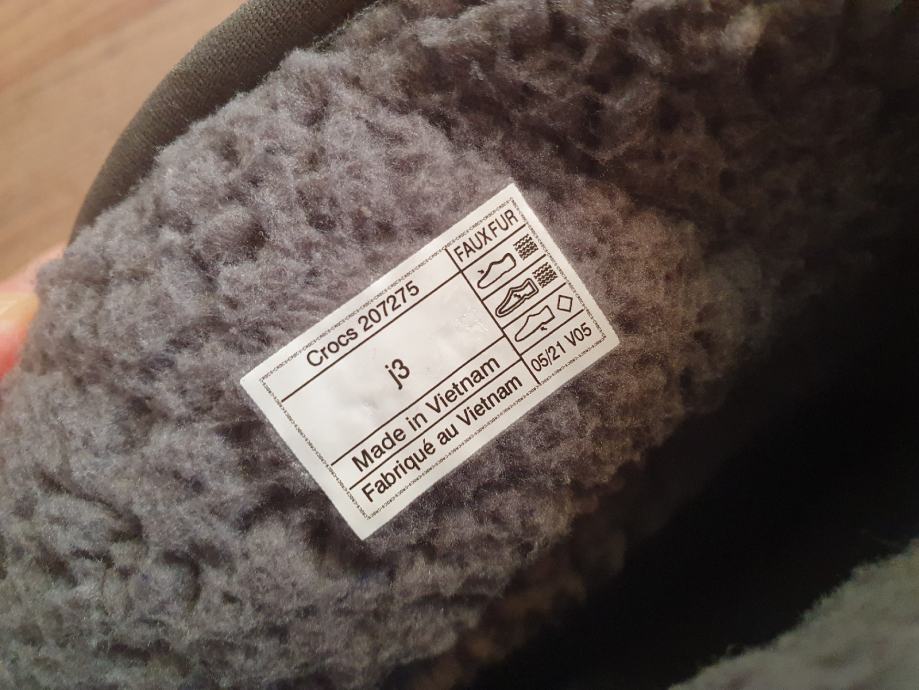 Crocs 207275
j3
Made in Vietnam
Fabriqué au Vietnam
FAUX FUR
05/21 V05